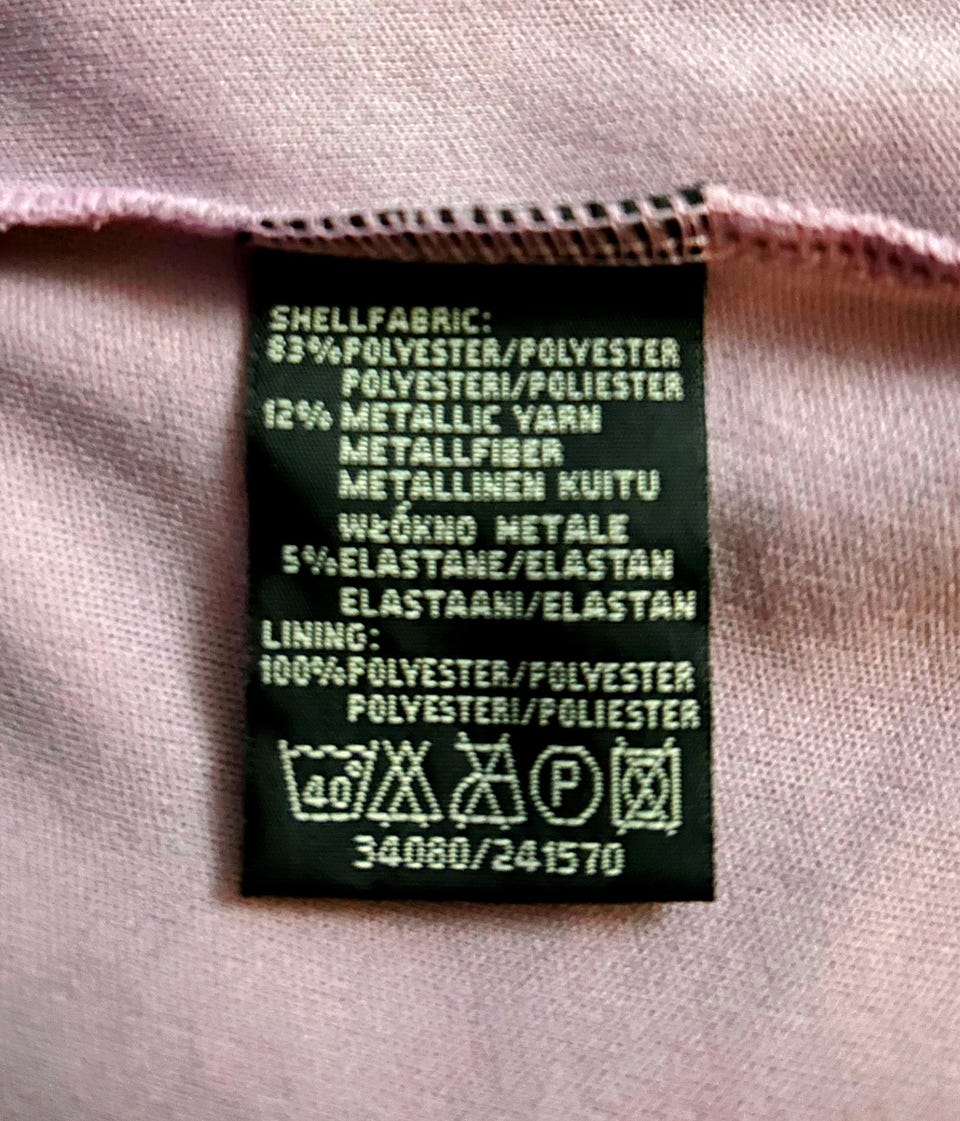 SHELLFABRIC:
83%POLYESTER/POLYESTER
POLYESTERI/POLIESTER
12% METALLIC YARN
METALLFIBER
METALLINEN KUITU
WŁÓKNO METALE
5%ELASTANE/ELASTAN
ELASTAANI/ELASTAN
LINING:
100%POLYESTER/POLYESTER
POLYESTERI/POLIESTER
40° P
34080/241570